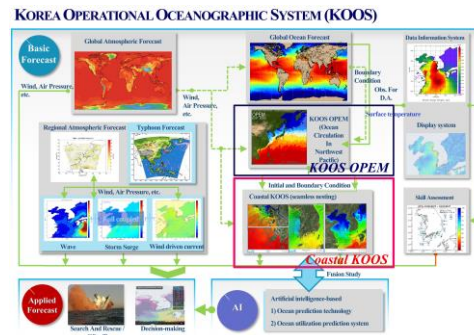 KOREA OPERATIONAL OCEANOGRAPHIC SYSTEM (KOOS)
Basic
Forecast
Global Atmospheric Forecast
Global Ocean Forecast
Data Information System
Wind, Air Pressure,
etc.
Wind,
Air Pressure,
etc.
Boundary
Condition
Obs. For
D.A.
Surface temperature
KOOS OPEM
(Ocean
Circulation
In
Northwest
Pacific)
KOOS OPEM
Display system
Regional Atmospheric Forecast
Typhoon Forecast
Wind, Air Pressure, etc.
Initial and Boundary Condition
Coastal KOOS (seamless nesting)
Skill Assessment
Wave
Storm Surge
Wind driven current
Coastal KOOS
Fusion Study
Applied
Forecast
Search And Rescue /
Decision-making
AI
Artificial intelligence-based
1) Ocean prediction technology
2) Ocean utilization prediction system